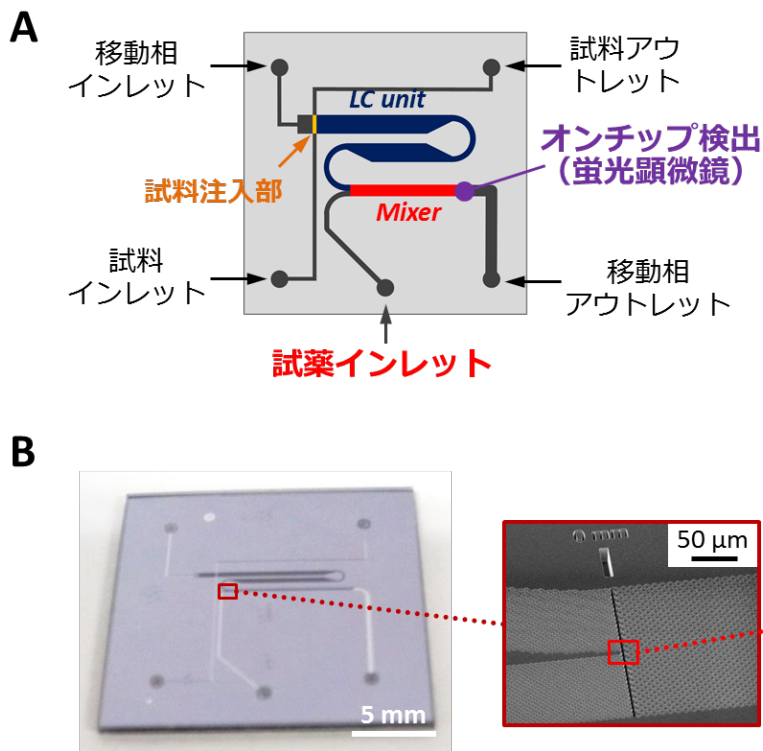 A
移動相
インレット
試料アウ
トレット
LC unit
オンチップ検出
（蛍光顕微鏡）
試料注入部
Mixer
試料
インレット
移動相
アウトレット
試薬インレット
B
0 mm
50 μm
5 mm